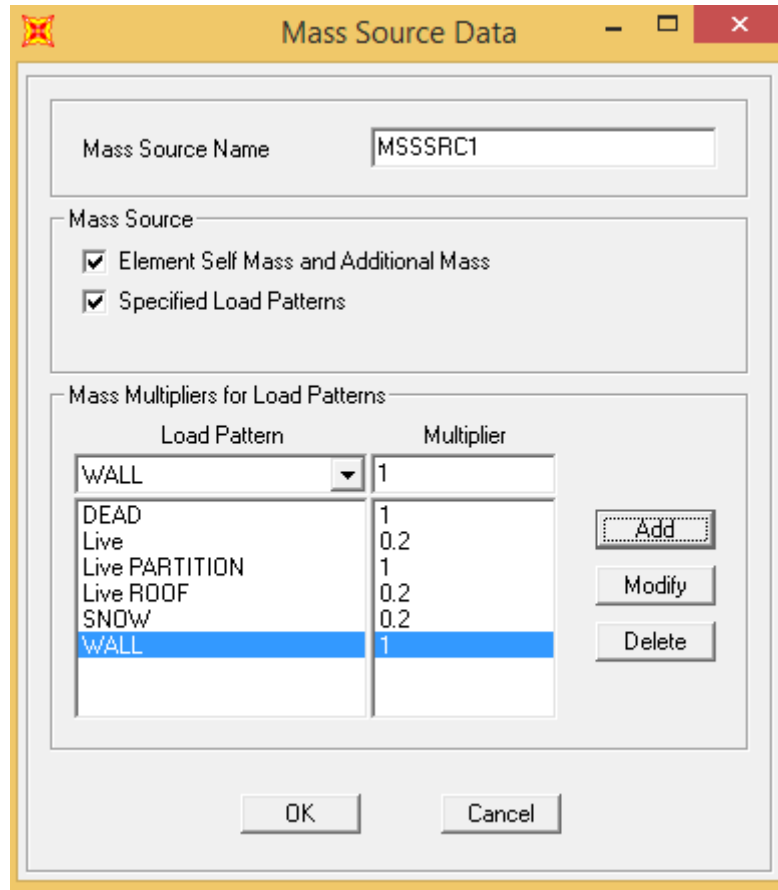 Mass Source Data
Mass Source Name MSSSRC1
Mass Source
Element Self Mass and Additional Mass
Specified Load Patterns
Mass Multipliers for Load Patterns
Load Pattern Multiplier
WALL 1
DEAD 1
Live 0.2
Live PARTITION 1
Live ROOF 0.2
SNOW 0.2
WALL 1
Add
Modify
Delete
OK Cancel